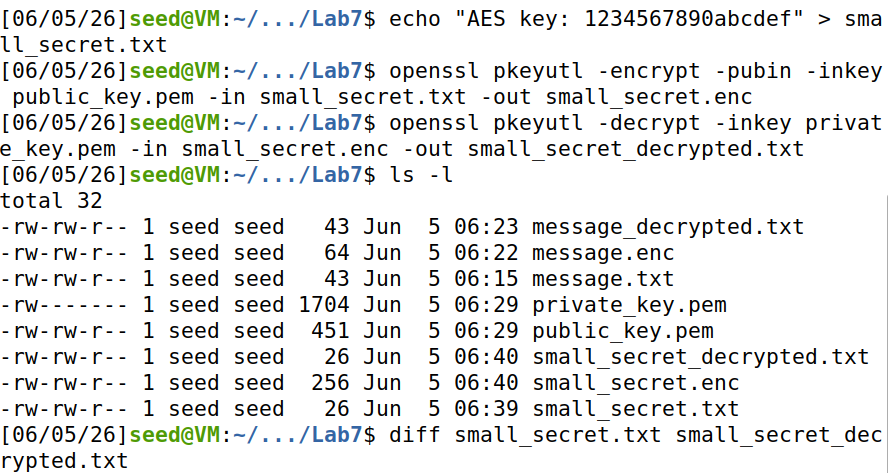 [06/05/26]seed@VM:~/.../Lab7$ echo "AES key: 1234567890abcdef" > sma
ll_secret.txt
[06/05/26]seed@VM:~/.../Lab7$ openssl pkeyutl -encrypt -pubin -inkey
 public_key.pem -in small_secret.txt -out small_secret.enc
[06/05/26]seed@VM:~/.../Lab7$ openssl pkeyutl -decrypt -inkey privat
e_key.pem -in small_secret.enc -out small_secret_decrypted.txt
[06/05/26]seed@VM:~/.../Lab7$ ls -l
total 32
-rw-rw-r-- 1 seed seed   43 Jun  5 06:23 message_decrypted.txt
-rw-rw-r-- 1 seed seed   64 Jun  5 06:22 message.enc
-rw-rw-r-- 1 seed seed   43 Jun  5 06:15 message.txt
-rw------- 1 seed seed 1704 Jun  5 06:29 private_key.pem
-rw-rw-r-- 1 seed seed  451 Jun  5 06:29 public_key.pem
-rw-rw-r-- 1 seed seed   26 Jun  5 06:40 small_secret_decrypted.txt
-rw-rw-r-- 1 seed seed  256 Jun  5 06:40 small_secret.enc
-rw-rw-r-- 1 seed seed   26 Jun  5 06:39 small_secret.txt
[06/05/26]seed@VM:~/.../Lab7$ diff small_secret.txt small_secret_dec
rypted.txt